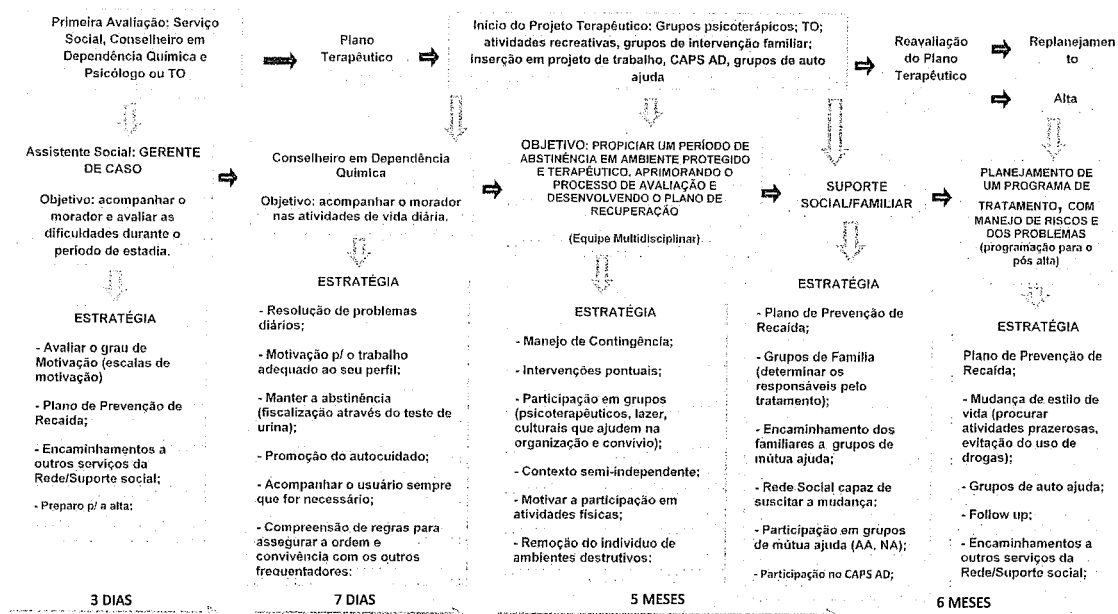 Primeira Avaliação: Serviço
Social, Conselheiro em
Dependência Química e
Psicólogo ou TO
Plano
Terapêutico
Início do Projeto Terapêutico: Grupos psicoterápicos; TO;
atividades recreativas, grupos de intervenção familiar;
inserção em projeto de trabalho, CAPS AD, grupos de auto
ajuda
Reavaliação
do Plano
Terapêutico
Replanejamen
to
Alta
Assistente Social: GERENTE
DE CASO
Objetivo: acompanhar o
morador e avaliar as
dificuldades durante o
período de estadia.
ESTRATÉGIA
- Avaliar o grau de
Motivação (escalas de
motivação)
- Plano de Prevenção de
Recaída;
- Encaminhamentos a
outros serviços da
Rede/Suporte social;
- Preparo p/ a alta;
Conselheiro em Dependência
Química
Objetivo: acompanhar o morador
nas atividades de vida diária.
ESTRATÉGIA
- Resolução de problemas
diários;
- Motivação p/ o trabalho
adequado ao seu perfil;
- Manter a abstinência
(fiscalização através do teste de
urina);
- Promoção do autocuidado;
- Acompanhar o usuário sempre
que for necessário;
- Compreensão de regras para
assegurar a ordem e
convivência com os outros
frequentadores;
OBJETIVO: PROPICIAR UM PERÍODO DE
ABSTINÊNCIA EM AMBIENTE PROTEGIDO
E TERAPÊUTICO, APRIMORANDO O
PROCESSO DE AVALIAÇÃO E
DESENVOLVENDO O PLANO DE
RECUPERAÇÃO
(Equipe Multidisciplinar)
ESTRATÉGIA
- Manejo de Contingência;
- Intervenções pontuais;
- Participação em grupos
(psicoterapêuticos, lazer,
culturais que ajudem na
organização e convívio);
- Contexto semi-independente;
- Motivar a participação em
atividades físicas;
- Remoção do indivíduo de
ambientes destrutivos;
SUPORTE
SOCIAL/FAMILIAR
ESTRATÉGIA
- Plano de Prevenção de
Recaída;
- Grupos de Família
(determinar os
responsáveis pelo
tratamento);
- Encaminhamento dos
familiares a grupos de
mútua ajuda;
- Rede Social capaz de
suscitar a mudança;
- Participação em grupos
de mútua ajuda (AA, NA);
- Participação no CAPS AD;
PLANEJAMENTO DE
UM PROGRAMA DE
TRATAMENTO, COM
MANEJO DE RISCOS E
DOS PROBLEMAS
(programação para o
pós alta)
ESTRATÉGIA
Plano de Prevenção de
Recaída;
- Mudança de estilo de
vida (procurar
atividades prazerosas,
evitação do uso de
drogas);
- Grupos de auto ajuda;
- Follow up;
- Encaminhamentos a
outros serviços da
Rede/Suporte social;
3 DIAS
7 DIAS
5 MESES
6 MESES